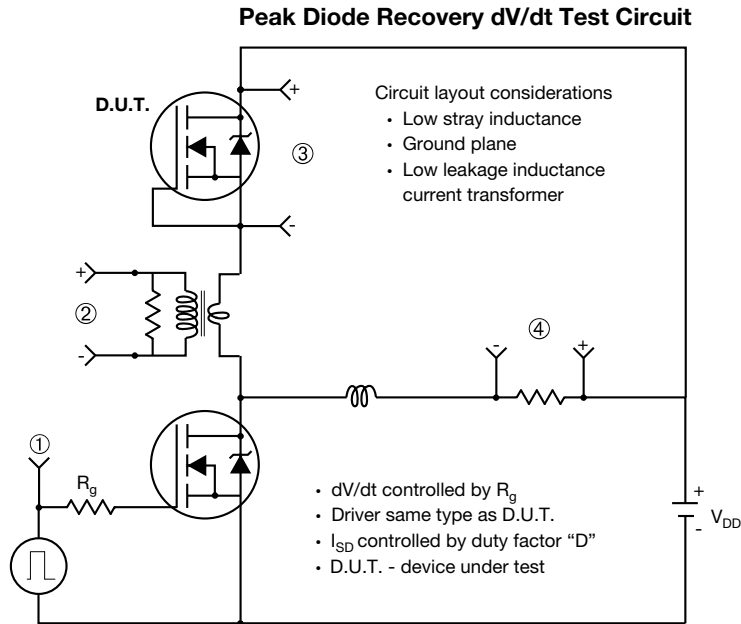 Peak Diode Recovery dV/dt Test Circuit
+
D.U.T.
Circuit layout considerations
• Low stray inductance
• Ground plane
• Low leakage inductance
current transformer
③
-
+
②
-
④
-
+
①
Rg
• dV/dt controlled by Rg
• Driver same type as D.U.T.
• ISD controlled by duty factor “D”
• D.U.T. - device under test
+
VDD
-